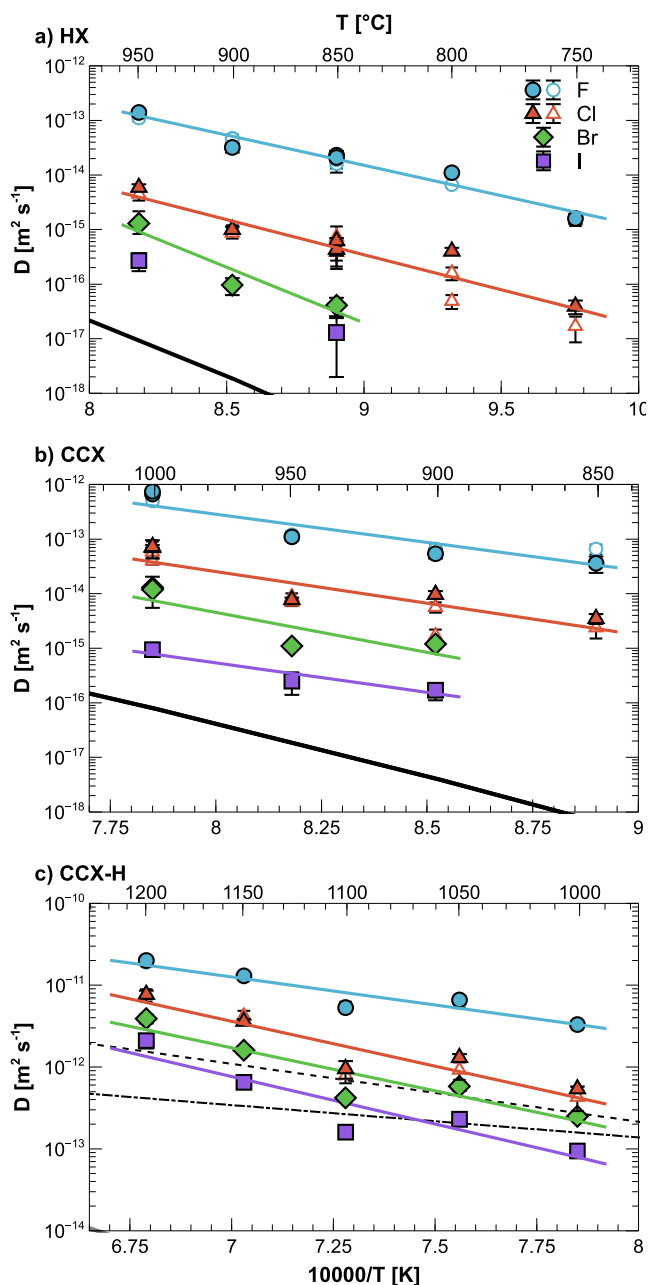 T [°C]
a) HX
950 900 850 800 750
10⁻¹²
10⁻¹³
10⁻¹⁴
10⁻¹⁵
10⁻¹⁶
10⁻¹⁷
10⁻¹⁸
D [m² s⁻¹]
F
Cl
Br
I
8 8.5 9 9.5 10
b) CCX
1000 950 900 850
10⁻¹²
10⁻¹³
10⁻¹⁴
10⁻¹⁵
10⁻¹⁶
10⁻¹⁷
10⁻¹⁸
D [m² s⁻¹]
7.75 8 8.25 8.5 8.75 9
c) CCX-H
1200 1150 1100 1050 1000
10⁻¹⁰
10⁻¹¹
10⁻¹²
10⁻¹³
10⁻¹⁴
D [m² s⁻¹]
6.75 7 7.25 7.5 7.75 8
10000/T [K]